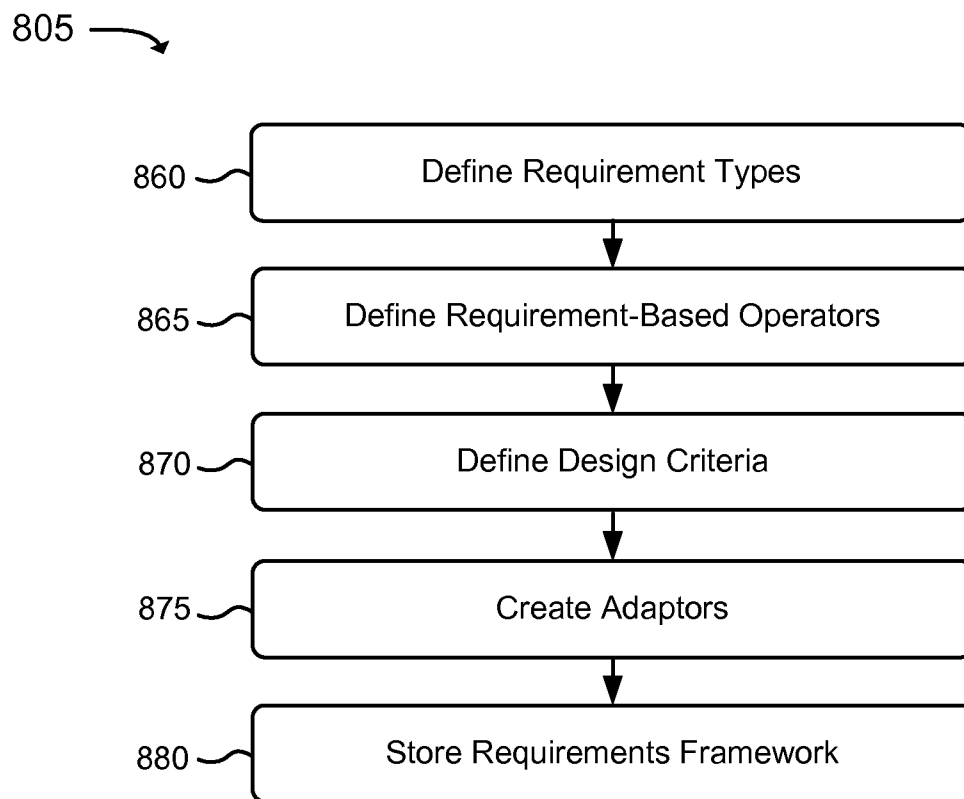 805
860 Define Requirement Types
865 Define Requirement-Based Operators
870 Define Design Criteria
875 Create Adaptors
880 Store Requirements Framework